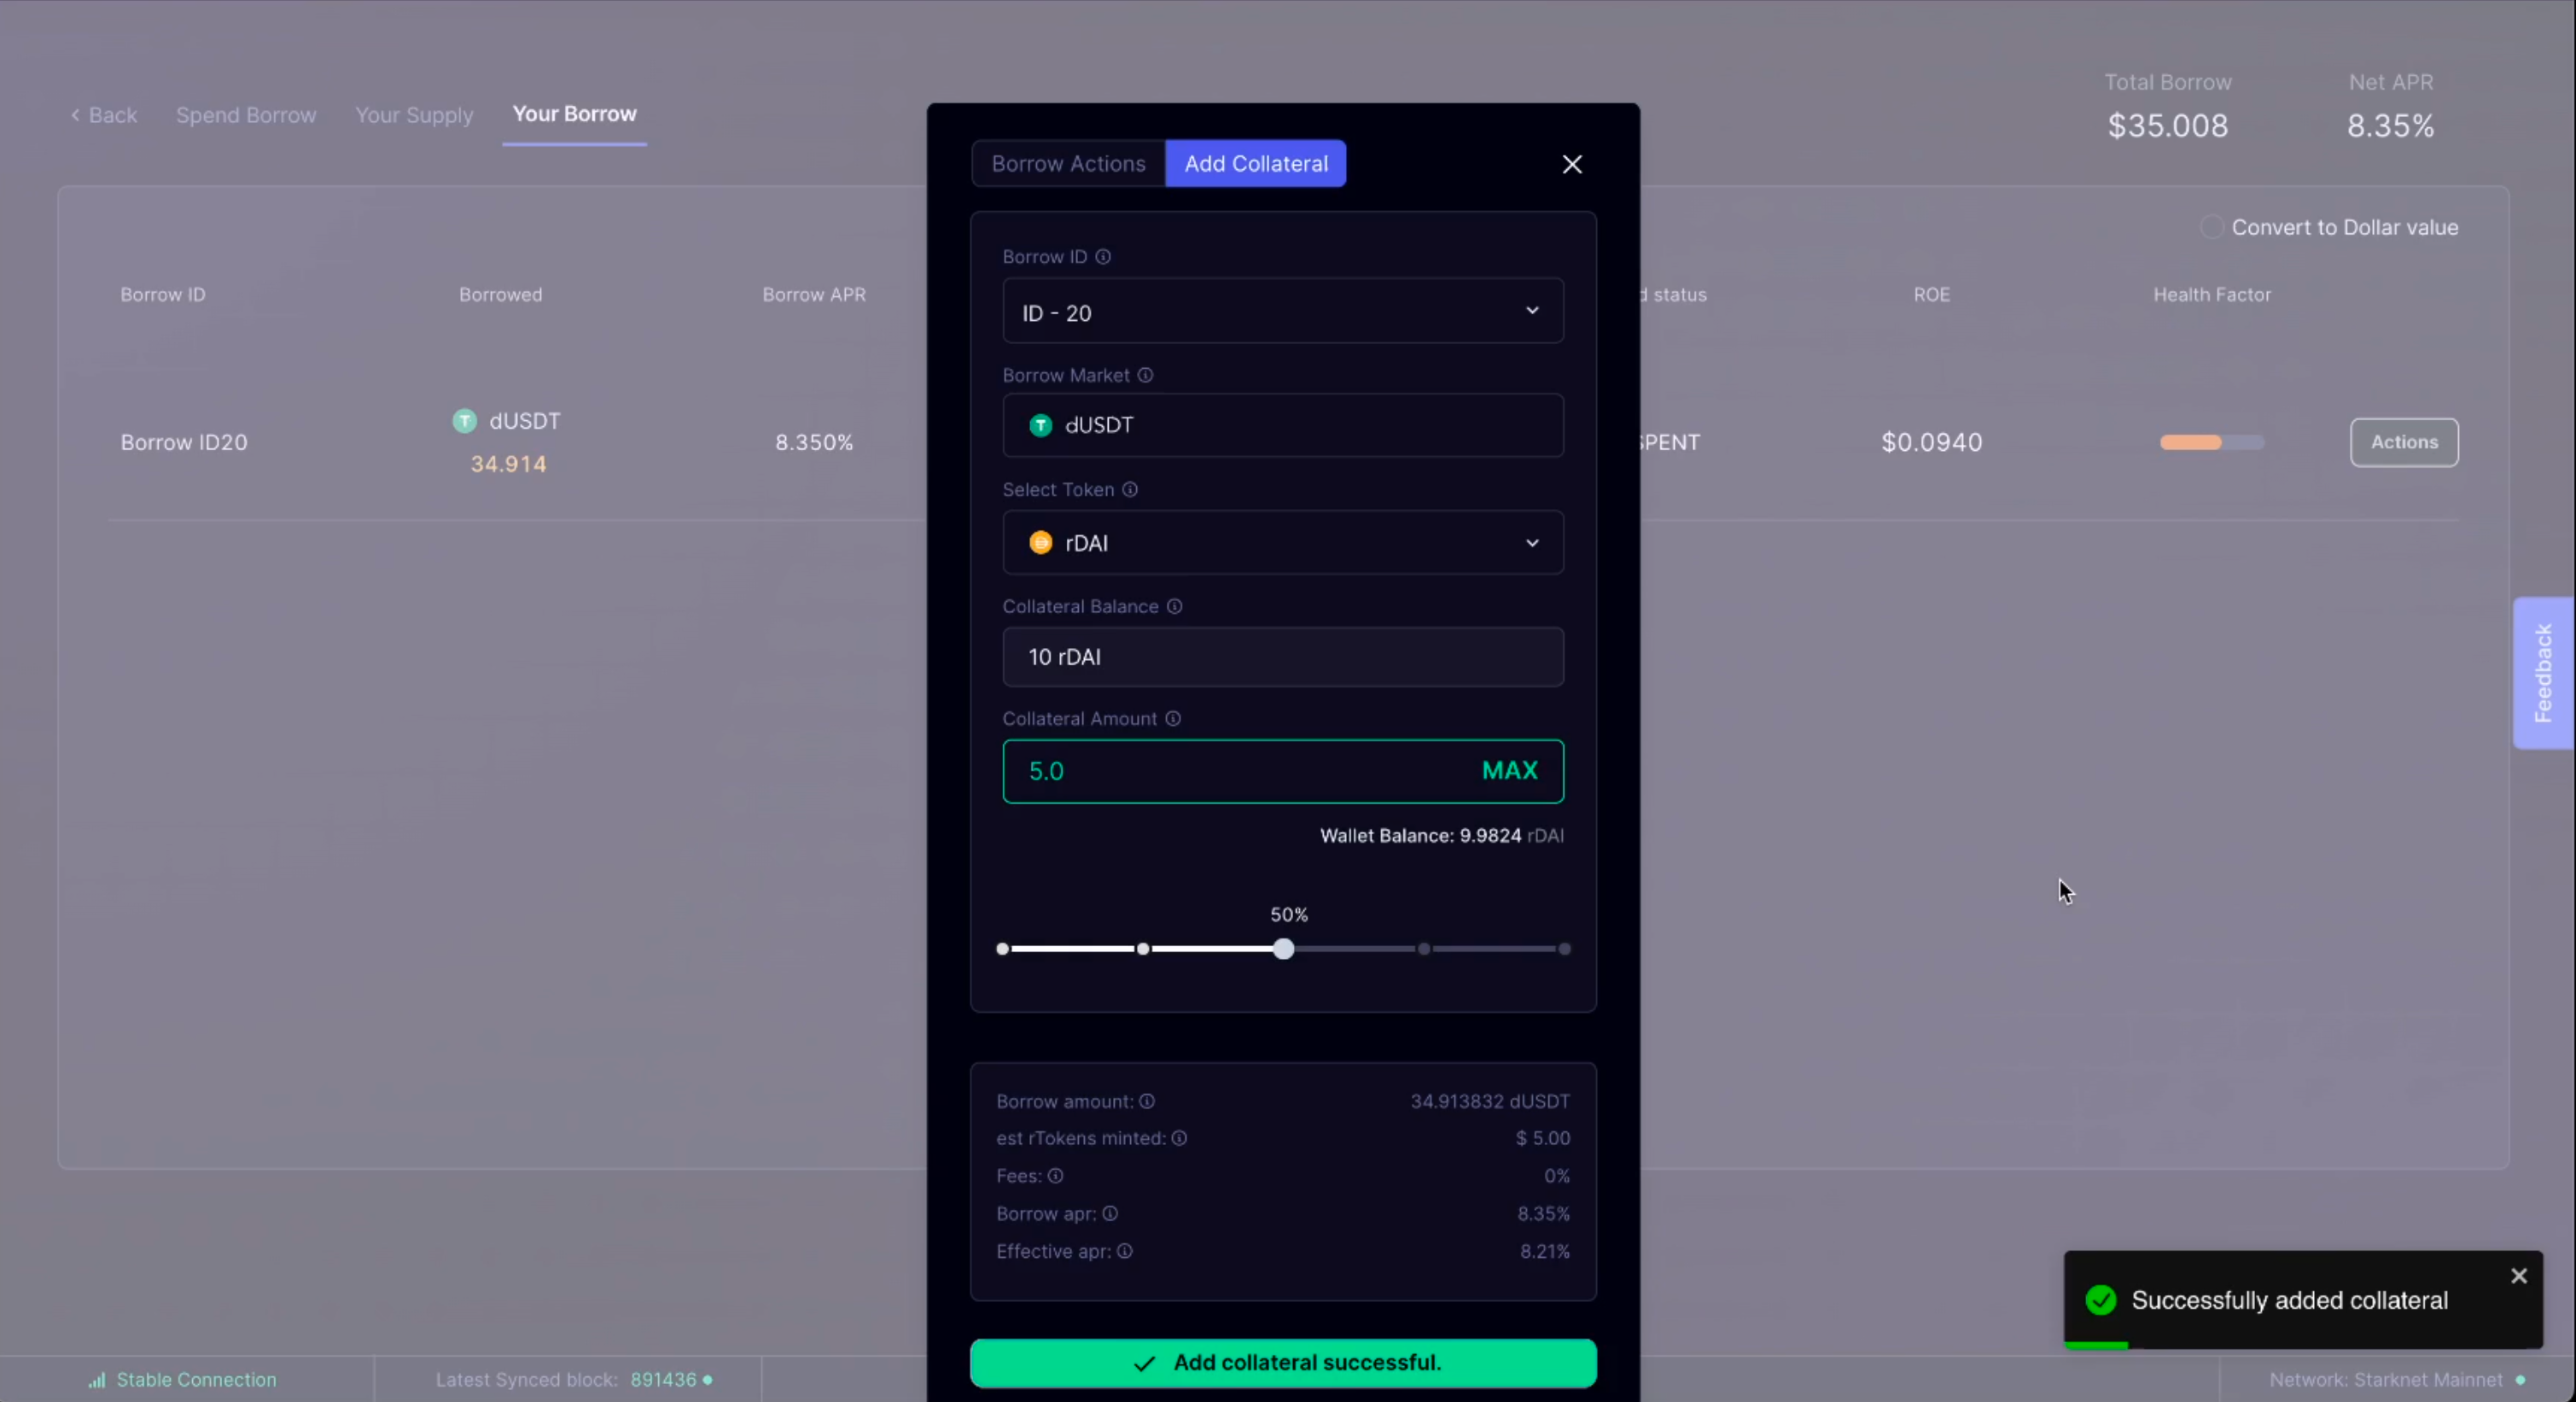 Total Borrow
Net APR
Back
Spend Borrow
Your Supply
Your Borrow
$35.008
8.35%
Borrow Actions
Add Collateral
Convert to Dollar value
Borrow ID
ID - 20
Borrow ID
Borrowed
Borrow APR
status
ROE
Health Factor
Borrow Market
dUSDT
Borrow ID20
dUSDT
34.914
8.350%
SPENT
$0.0940
Actions
Select Token
rDAI
Collateral Balance
10 rDAI
Collateral Amount
5.0 MAX
Wallet Balance: 9.9824 rDAI
50%
Feedback
Borrow amount: 34.913832 dUSDT
est rTokens minted: $ 5.00
Fees: 0%
Borrow apr: 8.35%
Effective apr: 8.21%
Successfully added collateral
Add collateral successful.
Stable Connection
Latest Synced block: 891436
Network: Starknet Mainnet